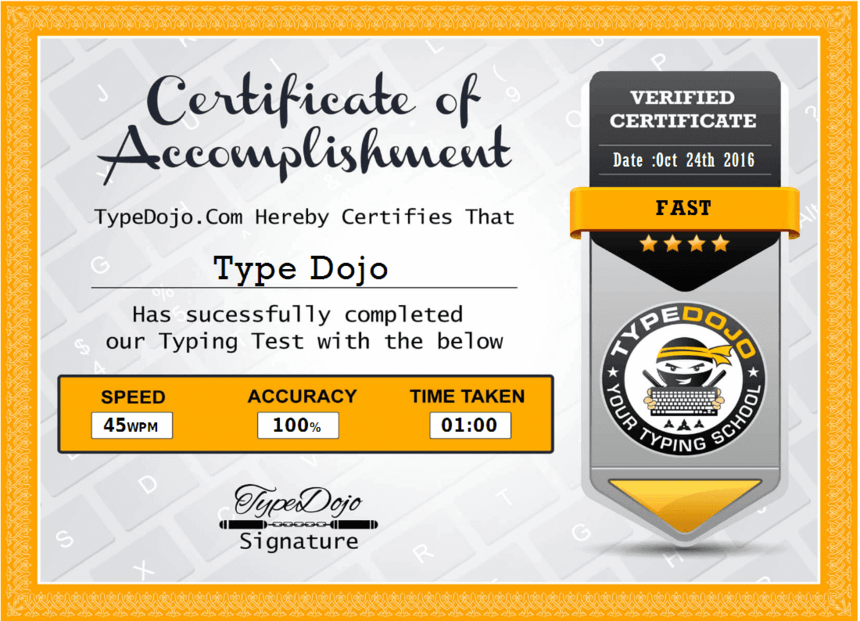 Certificate of
Accomplishment
TypeDojo.Com Hereby Certifies That
Type Dojo
Has sucessfully completed
our Typing Test with the below
SPEED ACCURACY TIME TAKEN
45WPM 100% 01:00
TypeDojo
Signature
VERIFIED
CERTIFICATE
Date :Oct 24th 2016
FAST
TYPEDOJO
YOUR TYPING SCHOOL